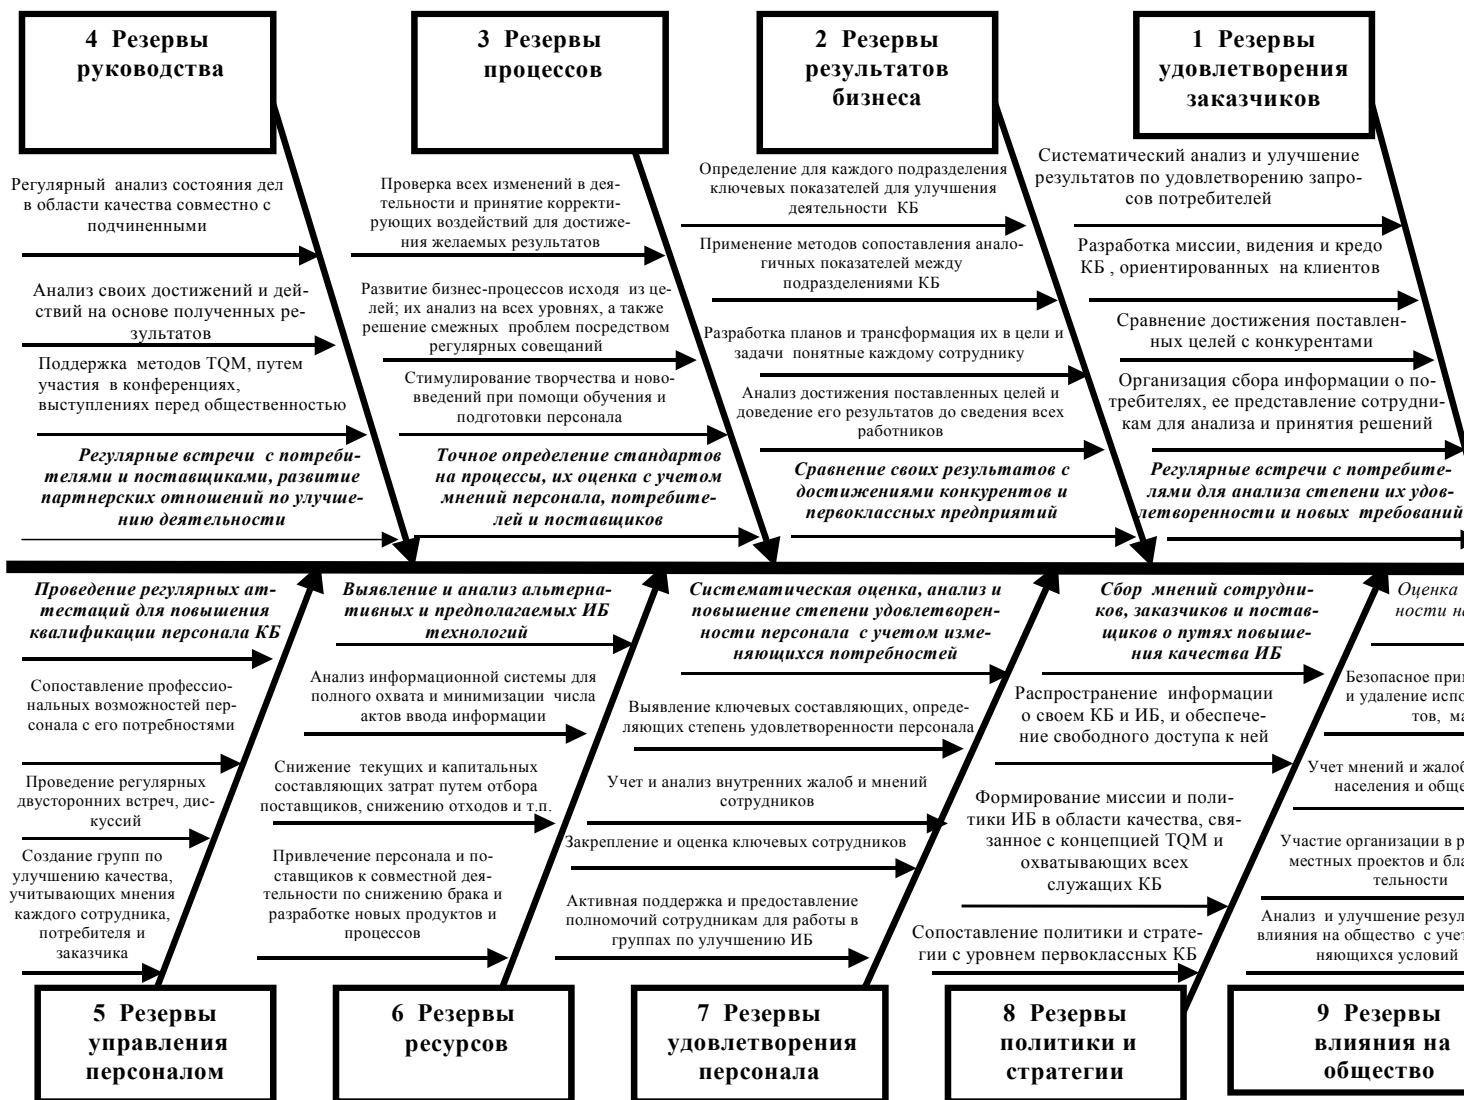 4 Резервы
руководства
3 Резервы
процессов
2 Резервы
результатов
бизнеса
1 Резервы
удовлетворения
заказчиков
Регулярный анализ состояния дел
в области качества совместно с
подчиненными
Анализ своих достижений и дей-
ствий на основе полученных ре-
зультатов
Поддержка методов TQM, путем
участия в конференциях,
выступлениях перед общественностью
Регулярные встречи с потреби-
телями и поставщиками, развитие
партнерских отношений по улучше-
нию деятельности
Проверка всех изменений в дея-
тельности и принятие корректи-
рующих воздействий для достиже-
ния желаемых результатов
Развитие бизнес-процессов исходя из це-
лей; их анализ на всех уровнях, а также
решение смежных проблем посредством
регулярных совещаний
Стимулирование творчества и ново-
введений при помощи обучения и
подготовки персонала
Точное определение стандартов
на процессы, их оценка с учетом
мнений персонала, потребите-
лей и поставщиков
Определение для каждого подразделения
ключевых показателей для улучшения
деятельности КБ
Применение методов сопоставления анало-
гичных показателей между
подразделениями КБ
Разработка планов и трансформация их в цели и
задачи понятные каждому сотруднику
Анализ достижения поставленных целей и
доведение его результатов до сведения всех
работников
Сравнение своих результатов с
достижениями конкурентов и
первоклассных предприятий
Систематический анализ и улучшение
результатов по удовлетворению запро-
сов потребителей
Разработка миссии, видения и кредо
КБ , ориентированных на клиентов
Сравнение достижения поставлен-
ных целей с конкурентами
Организация сбора информации о по-
требителях, ее представление сотрудни-
кам для анализа и принятия решений
Регулярные встречи с потребите-
лями для анализа степени их удов-
летворенности и новых требований
Проведение регулярных ат-
тестаций для повышения
квалификации персонала КБ
Сопоставление профессио-
нальных возможностей пер-
сонала с его потребностями
Проведение регулярных
двусторонних встреч, дис-
куссий
Создание групп по
улучшению качества,
учитывающих мнения
каждого сотрудника,
потребителя и
заказчика
Выявление и анализ альтерна-
тивных и предполагаемых ИБ
технологий
Анализ информационной системы для
полного охвата и минимизации числа
актов ввода информации
Снижение текущих и капитальных
составляющих затрат путем отбора
поставщиков, снижению отходов и т.п.
Привлечение персонала и по-
ставщиков к совместной дея-
тельности по снижению брака и
разработке новых продуктов и
процессов
Систематическая оценка, анализ и
повышение степени удовлетворен-
ности персонала с учетом изме-
няющихся потребностей
Выявление ключевых составляющих, опреде-
ляющих степень удовлетворенности персонала
Учет и анализ внутренних жалоб и мнений
сотрудников
Закрепление и оценка ключевых сотрудников
Активная поддержка и предоставление
полномочий сотрудникам для работы в
группах по улучшению ИБ
Сбор мнений сотрудни-
ков, заказчиков и постав-
щиков о путях повыше-
ния качества ИБ
Распространение информации
о своем КБ и ИБ, и обеспече-
ние свободного доступа к ней
Формирование миссии и поли-
тики ИБ в области качества, свя-
занное с концепцией TQM и
охватывающих всех
служащих КБ
Сопоставление политики и страте-
гии с уровнем первоклассных КБ
Оценка
ности
Безопасное
и удаление
тов,
Учет мнений и жалоб
населения и
Участие организации в
местных проектов и
тельности
Анализ и улучшение
влияния на общество с
няющихся условий
5 Резервы
управления
персоналом
6 Резервы
ресурсов
7 Резервы
удовлетворения
персонала
8 Резервы
политики и
стратегии
9 Резервы
влияния на
общество